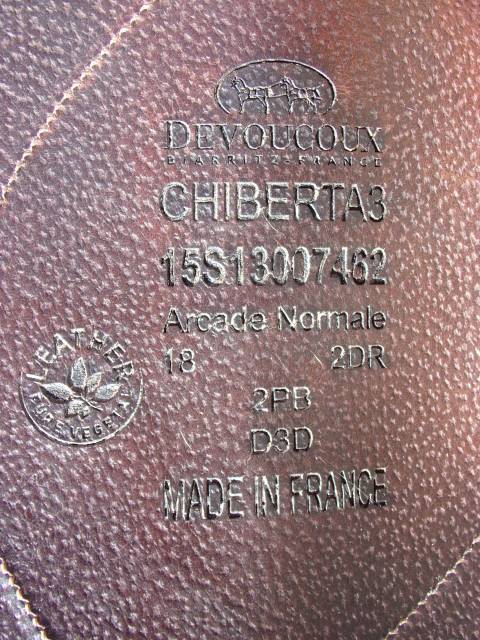 DEVOUCOUX
BIARRITZ-FRANCE
CHIBERTA3
15S13007462
Arcade Normale
18 2DR
2PB
D3D
MADE IN FRANCE
LEATHER
PURE VEGETAL